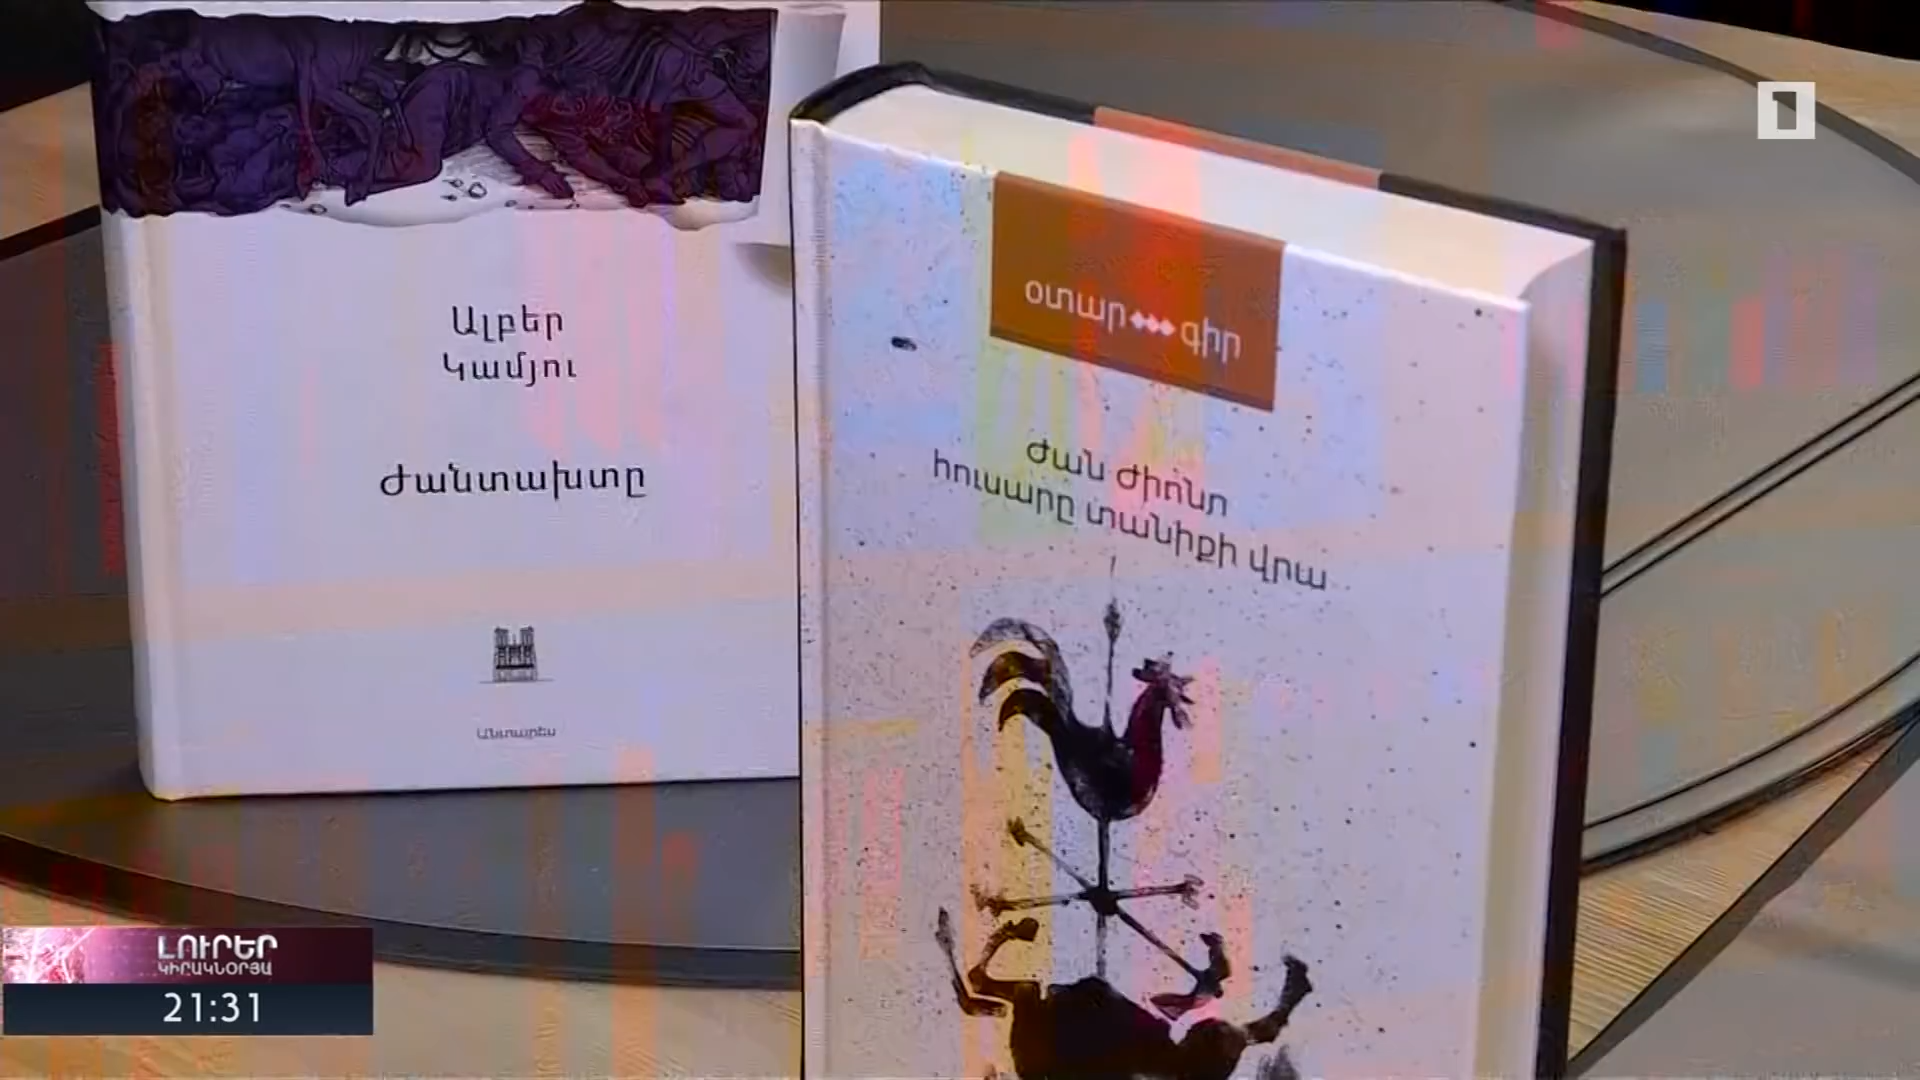 Ալբեր
Կամյու
Ժանտախտը
Անտարես
օտար գիր
ժան ժիոնո
հուսարը տանիքի վրա
1
ԼՈՒՐԵՐ
ԿԻՐԱԿՆՕՐՅԱ
21:31